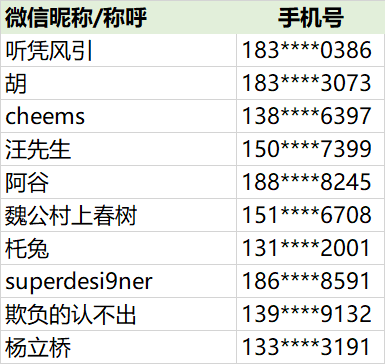 微信昵称/称呼 手机号
听凭风引 183****0386
胡 183****3073
cheems 138****6397
汪先生 150****7399
阿谷 188****8245
魏公村上春树 151****6708
杔兔 131****2001
superdesi9ner 186****8591
欺负的认不出 139****9132
杨立桥 133****3191